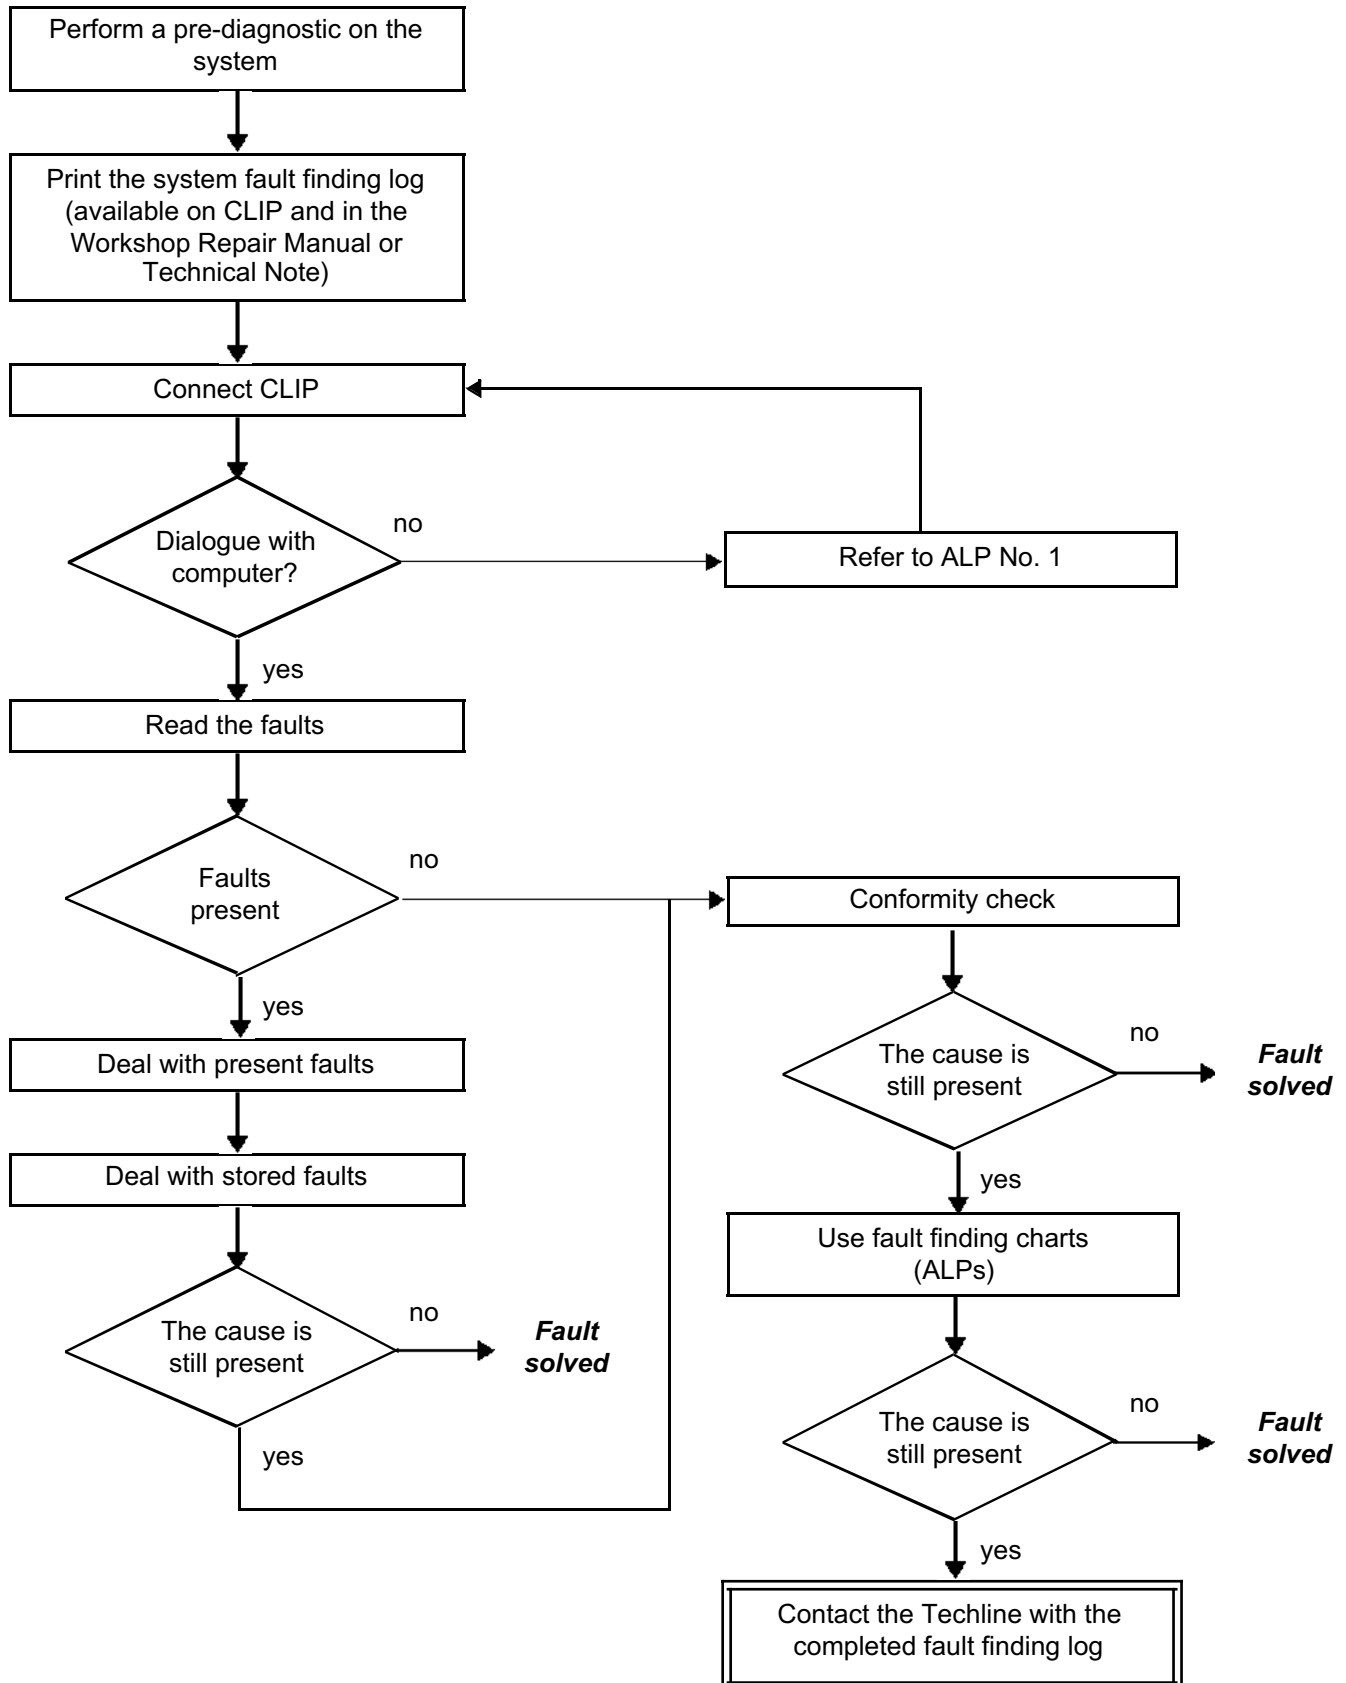 Perform a pre-diagnostic on the
system
Print the system fault finding log
(available on CLIP and in the
Workshop Repair Manual or
Technical Note)
Connect CLIP
Dialogue with
computer?
no
Refer to ALP No. 1
yes
Read the faults
Faults
present
no
yes
Deal with present faults
Deal with stored faults
The cause is
still present
no
Fault
solved
yes
Conformity check
The cause is
still present
no
Fault
solved
yes
Use fault finding charts
(ALPs)
The cause is
still present
no
Fault
solved
yes
Contact the Techline with the
completed fault finding log